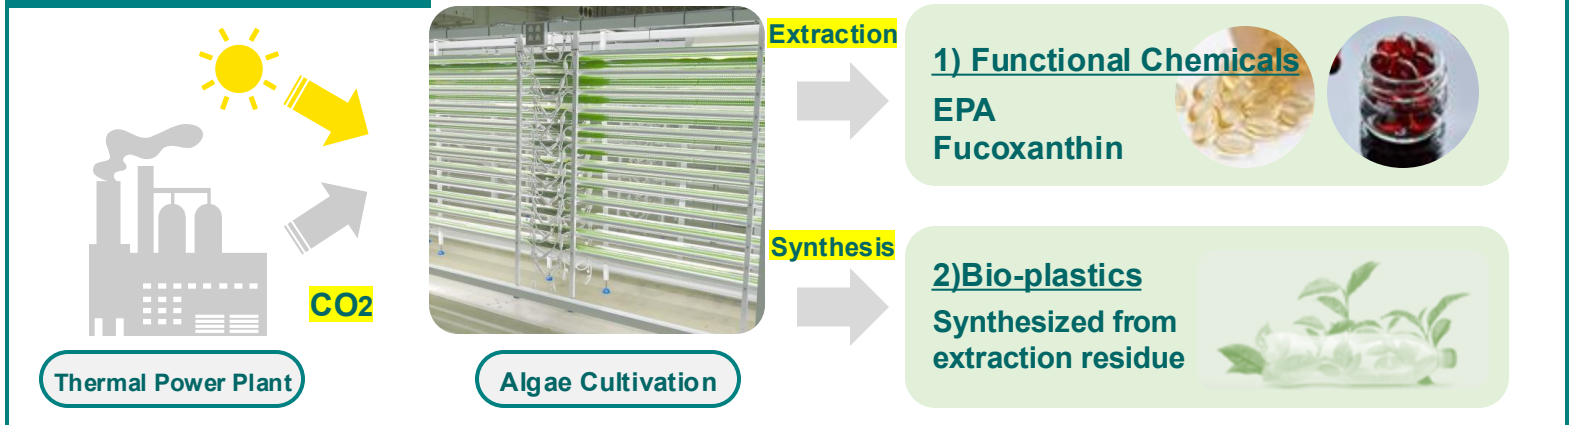 CO2
Thermal Power Plant
Algae Cultivation
Extraction
1) Functional Chemicals
EPA
Fucoxanthin
Synthesis
2)Bio-plastics
Synthesized from
extraction residue